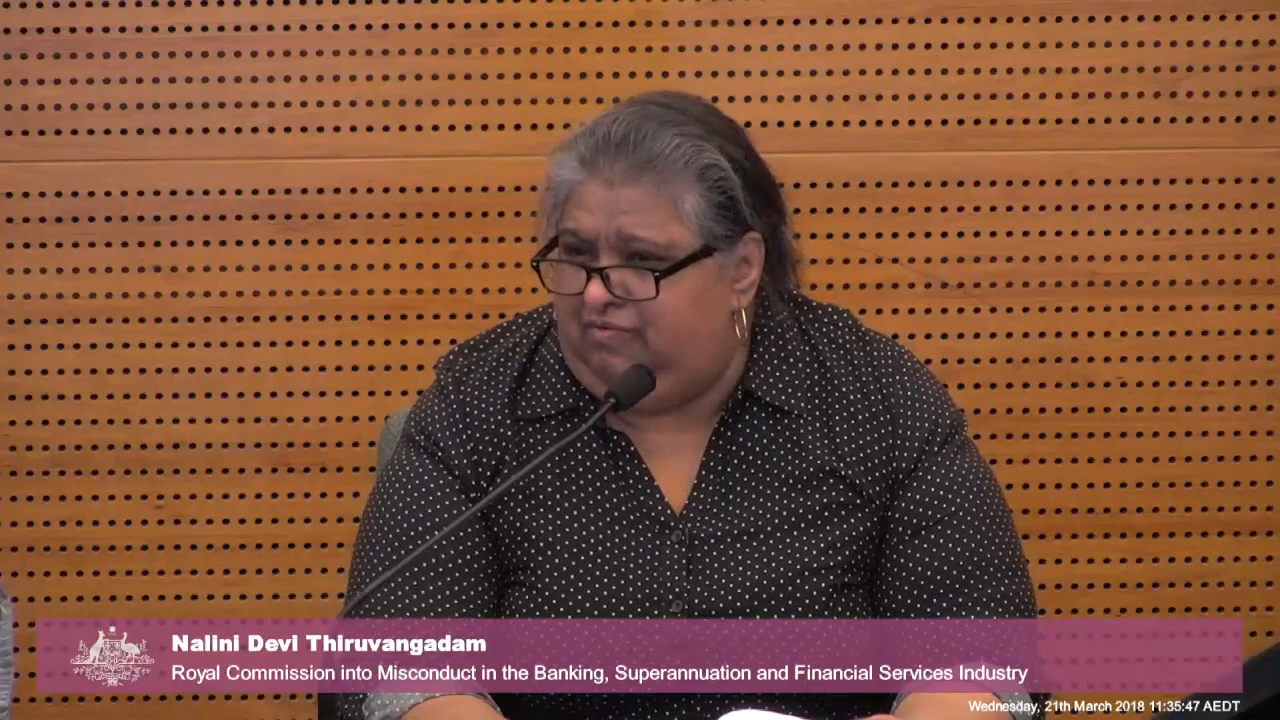 Nalini Devi Thiruvangadam
Royal Commission into Misconduct in the Banking, Superannuation and Financial Services Industry
Wednesday, 21th March 2018 11:35:47 AEDT